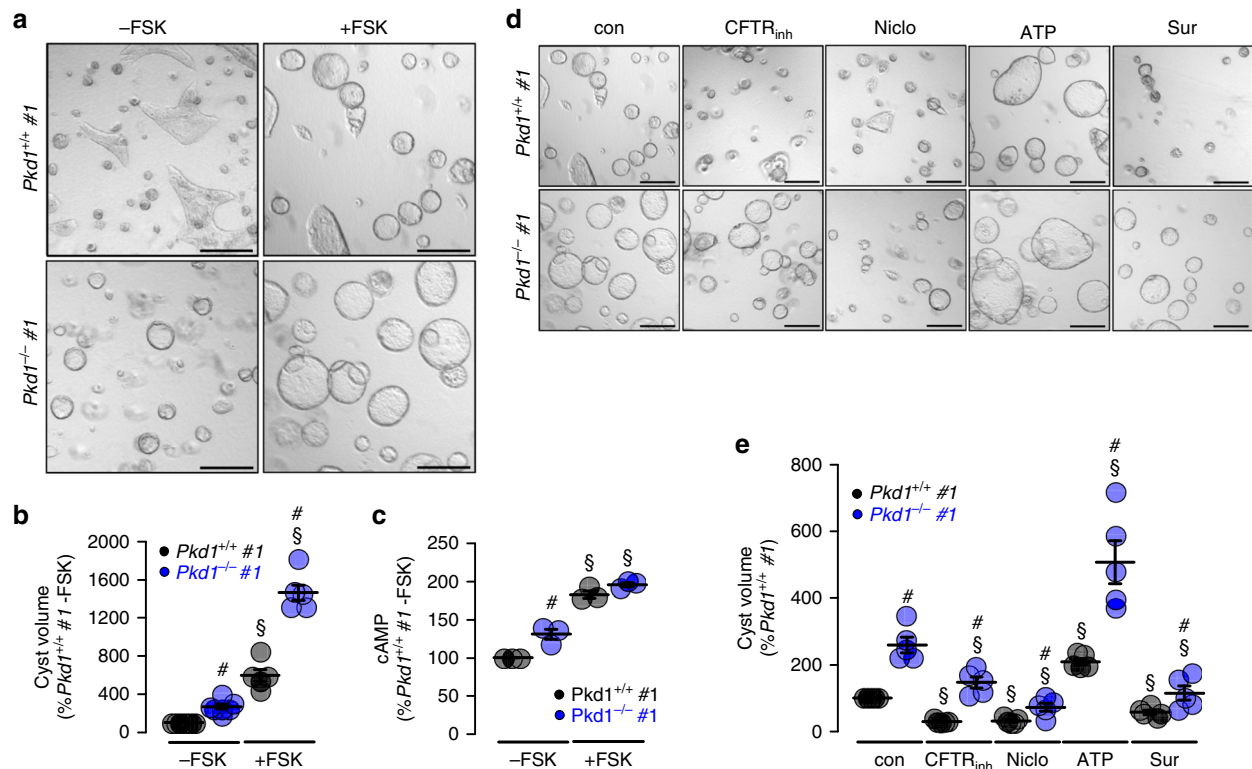 a
–FSK
+FSK
Pkd1+/+ #1
Pkd1–/– #1
d
con
CFTRinh
Niclo
ATP
Sur
Pkd1+/+ #1
Pkd1–/– #1
b
Cyst volume
(%Pkd1+/+ #1 -FSK)
2000
1600
1200
800
400
0
Pkd1+/+ #1
Pkd1–/– #1
#
§
#
§
–FSK
+FSK
c
cAMP
(%Pkd1+/+ #1 -FSK)
250
200
150
100
50
0
#
§
§
Pkd1+/+ #1
Pkd1–/– #1
–FSK
+FSK
e
Cyst volume
(%Pkd1+/+ #1)
800
600
400
200
0
Pkd1+/+ #1
Pkd1–/– #1
#
§
#
§
§
#
§
§
#
§
§
#
§
con
CFTRinh
Niclo
ATP
Sur